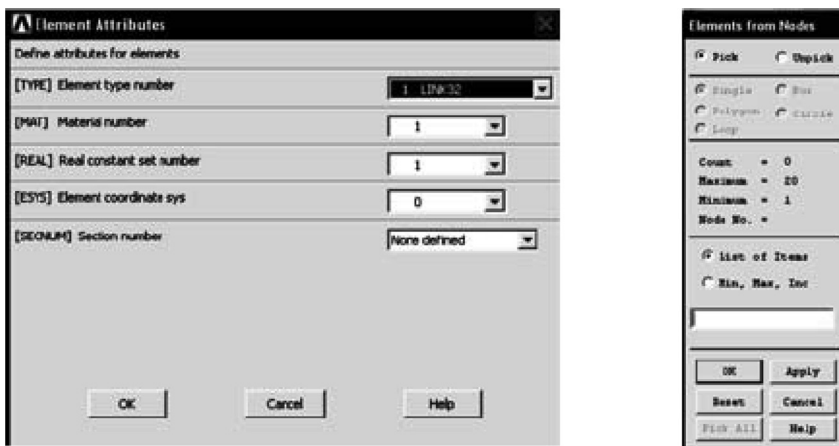 Element Attributes
Define attributes for elements
[TYPE] Element type number
1 LINK32
[MAT] Material number
1
[REAL] Real constant set number
1
[ESYS] Element coordinate sys
0
[SECNUM] Section number
None defined
OK Cancel Help
Elements from Nodes
Pick Unpick
Single Box
Polygon Circle
Loop
Count = 0
Maximum = 20
Minimum = 1
Node No. =
List of Items
Min, Max, Inc
OK Apply
Reset Cancel
Pick All Help